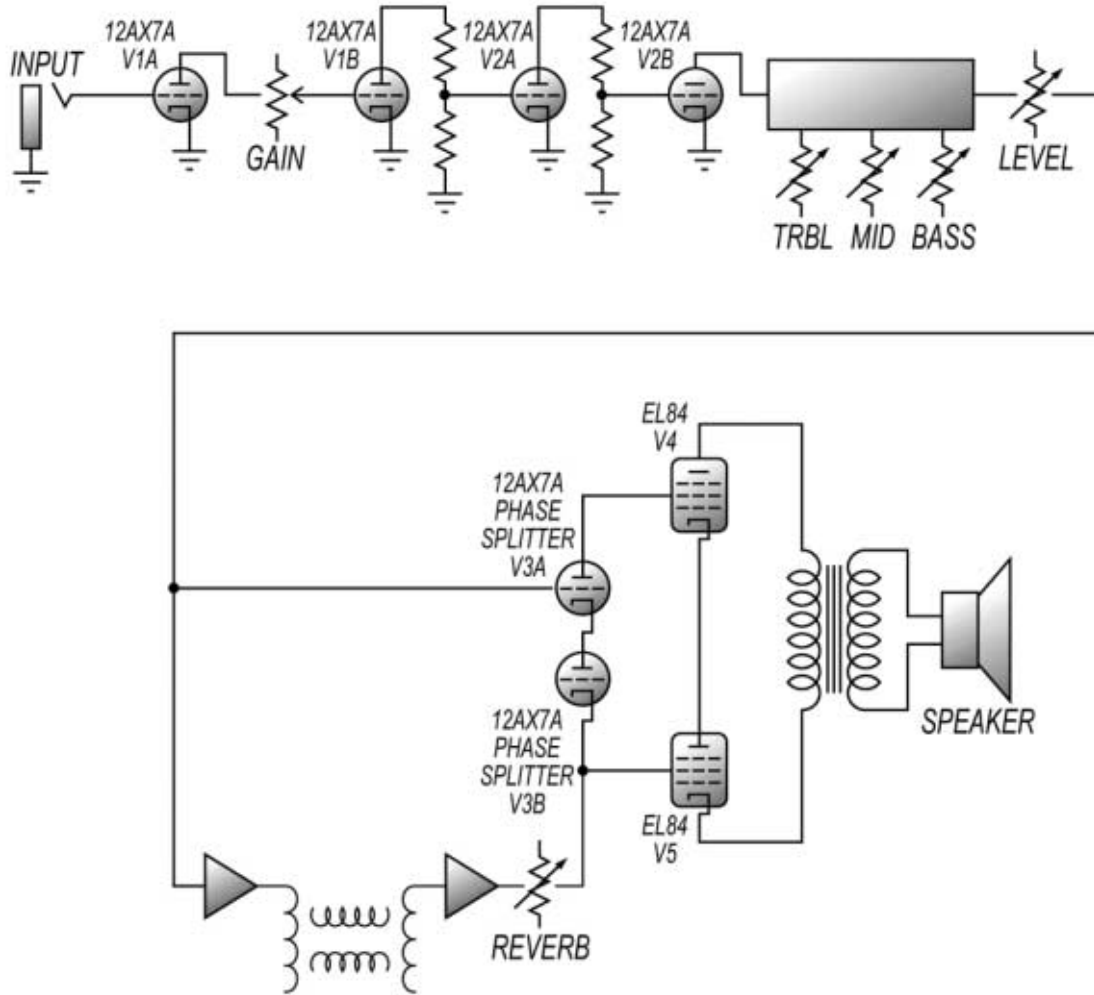 INPUT
12AX7A
V1A
GAIN
12AX7A
V1B
12AX7A
V2A
12AX7A
V2B
TRBL
MID
BASS
LEVEL
EL84
V4
12AX7A
PHASE
SPLITTER
V3A
12AX7A
PHASE
SPLITTER
V3B
EL84
V5
SPEAKER
REVERB